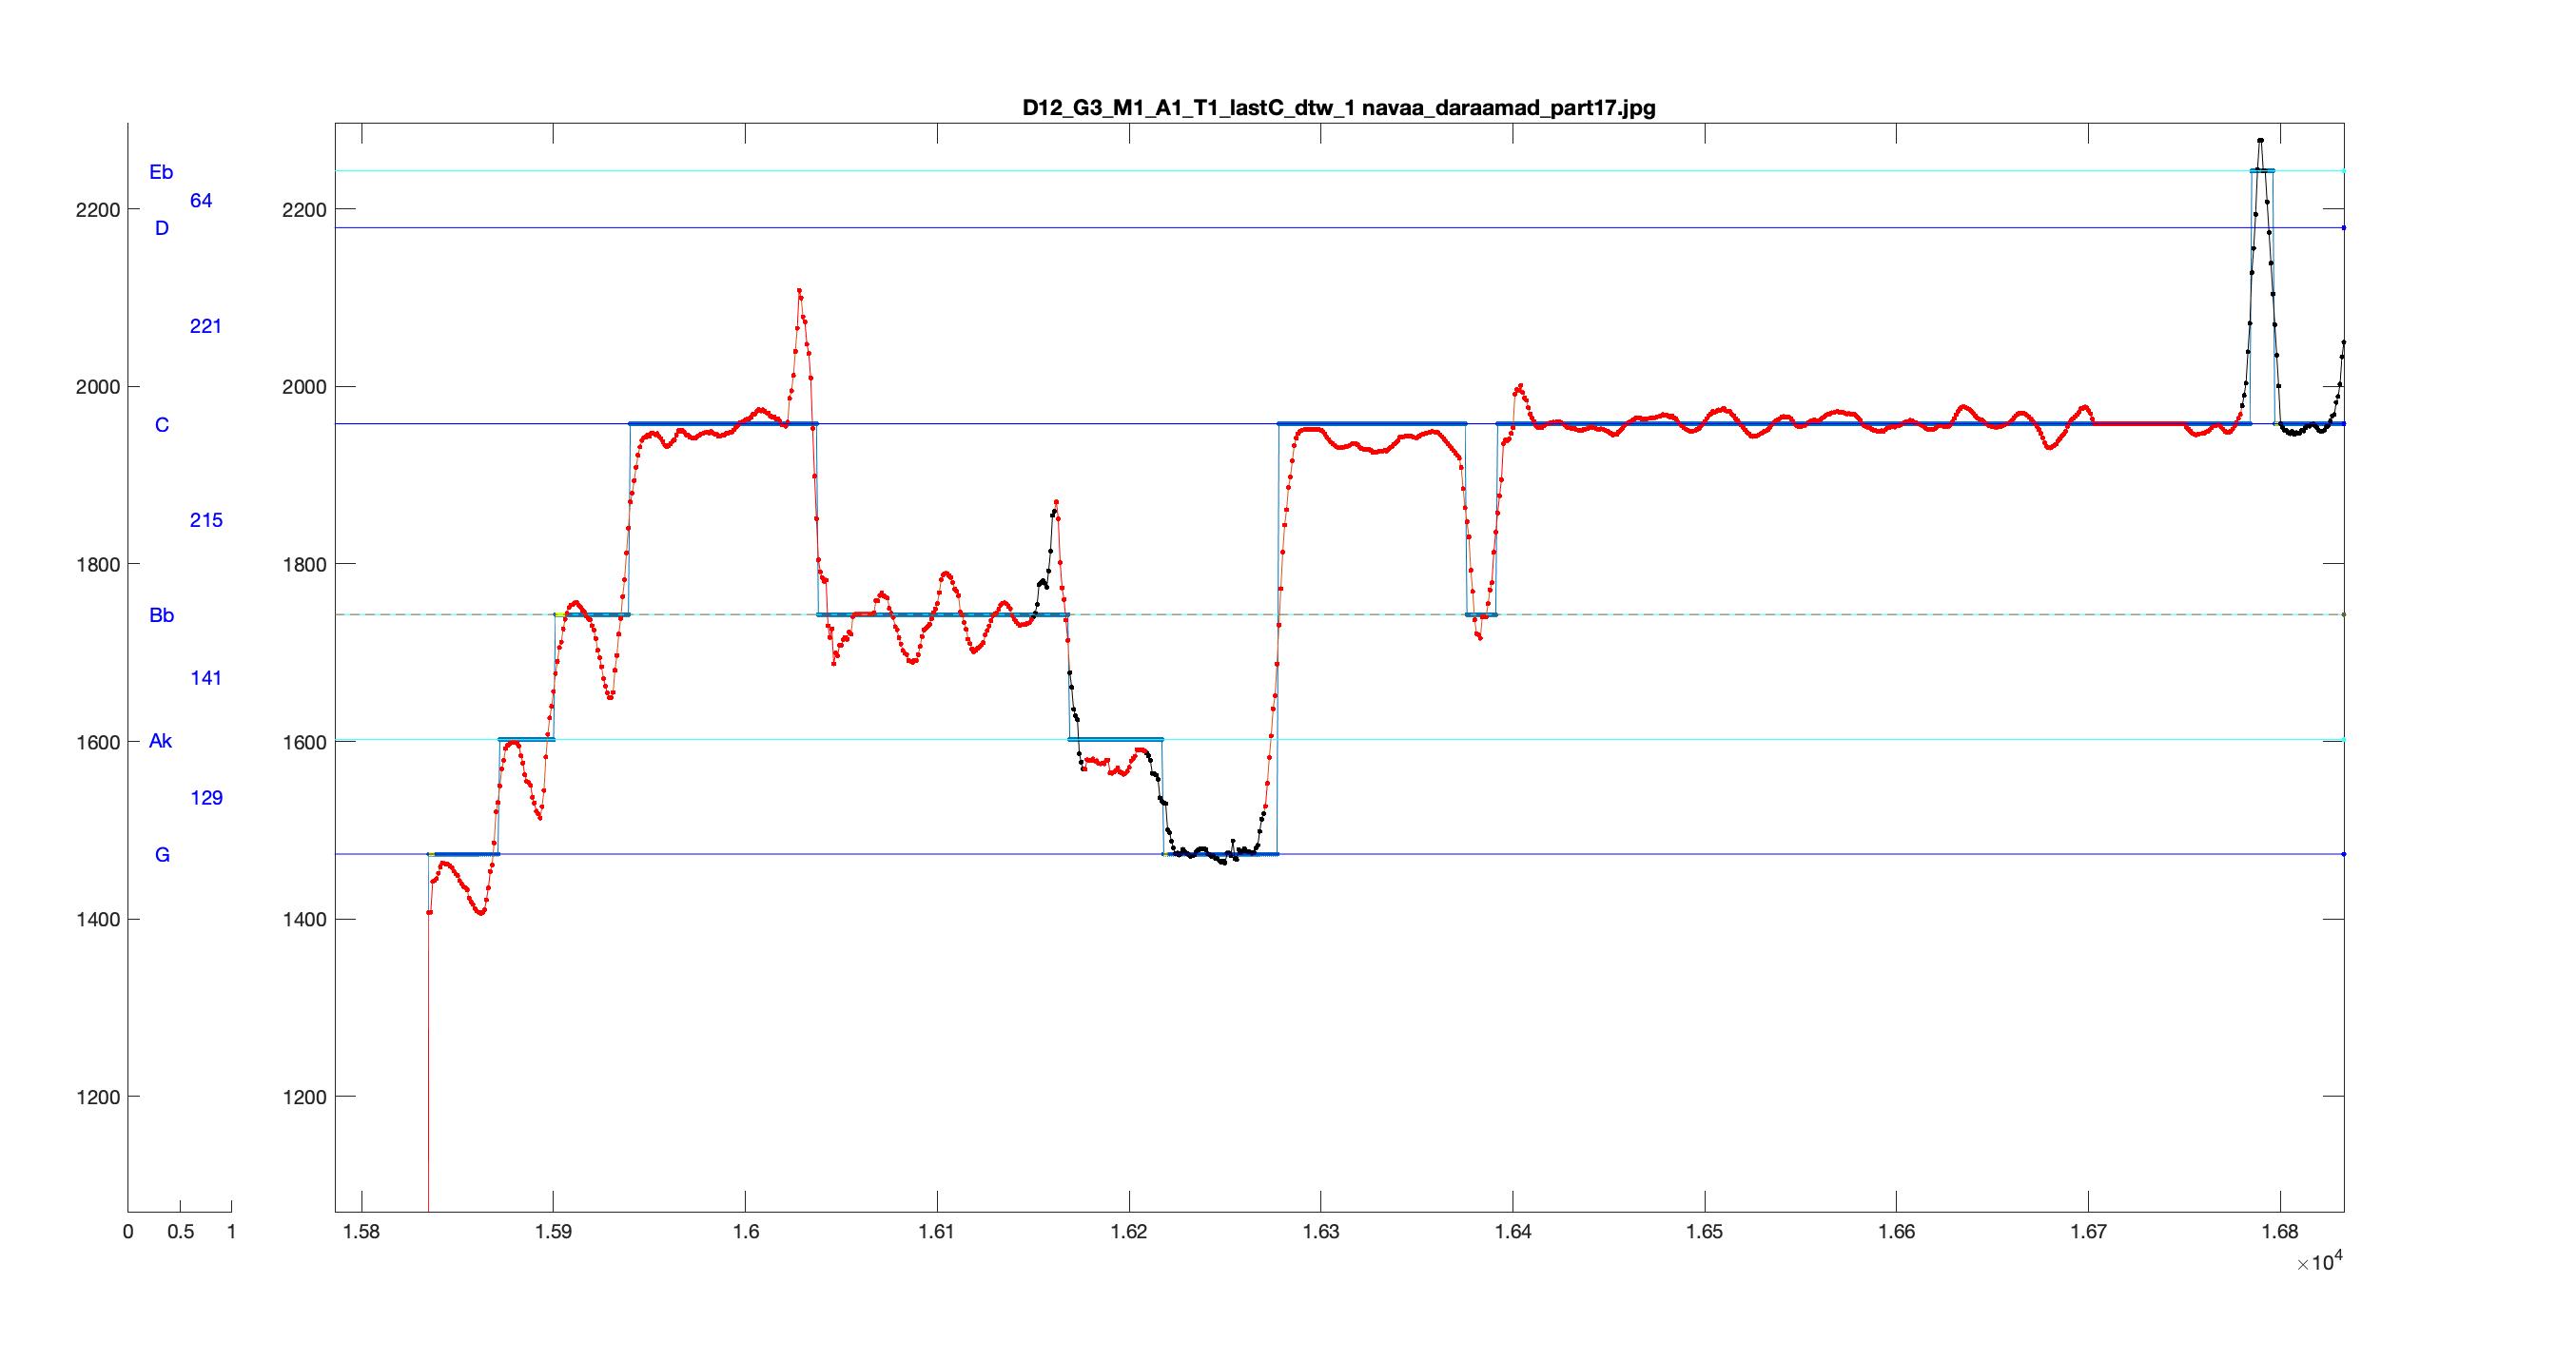 D12_G3_M1_A1_T1_lastC_dtw_1 navaa_daraamad_part17.jpg
Eb
64
2200
2200
D
221
2000
2000
C
215
1800
1800
Bb
141
1600
Ak
1600
129
G
1400
1400
1200
1200
0 0.5 1
1.58 1.59 1.6 1.61 1.62 1.63 1.64 1.65 1.66 1.67 1.68
×10^4